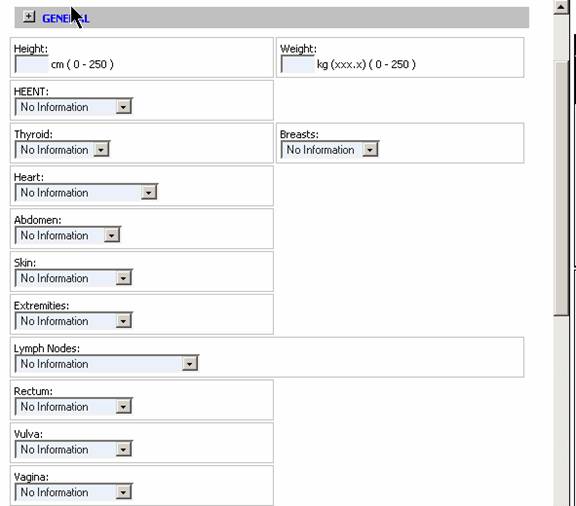 GENERAL
Height:
cm ( 0 - 250 )
Weight:
kg (xxx.x) ( 0 - 250 )
HEENT:
No Information
Thyroid:
No Information
Breasts:
No Information
Heart:
No Information
Abdomen:
No Information
Skin:
No Information
Extremities:
No Information
Lymph Nodes:
No Information
Rectum:
No Information
Vulva:
No Information
Vagina:
No Information